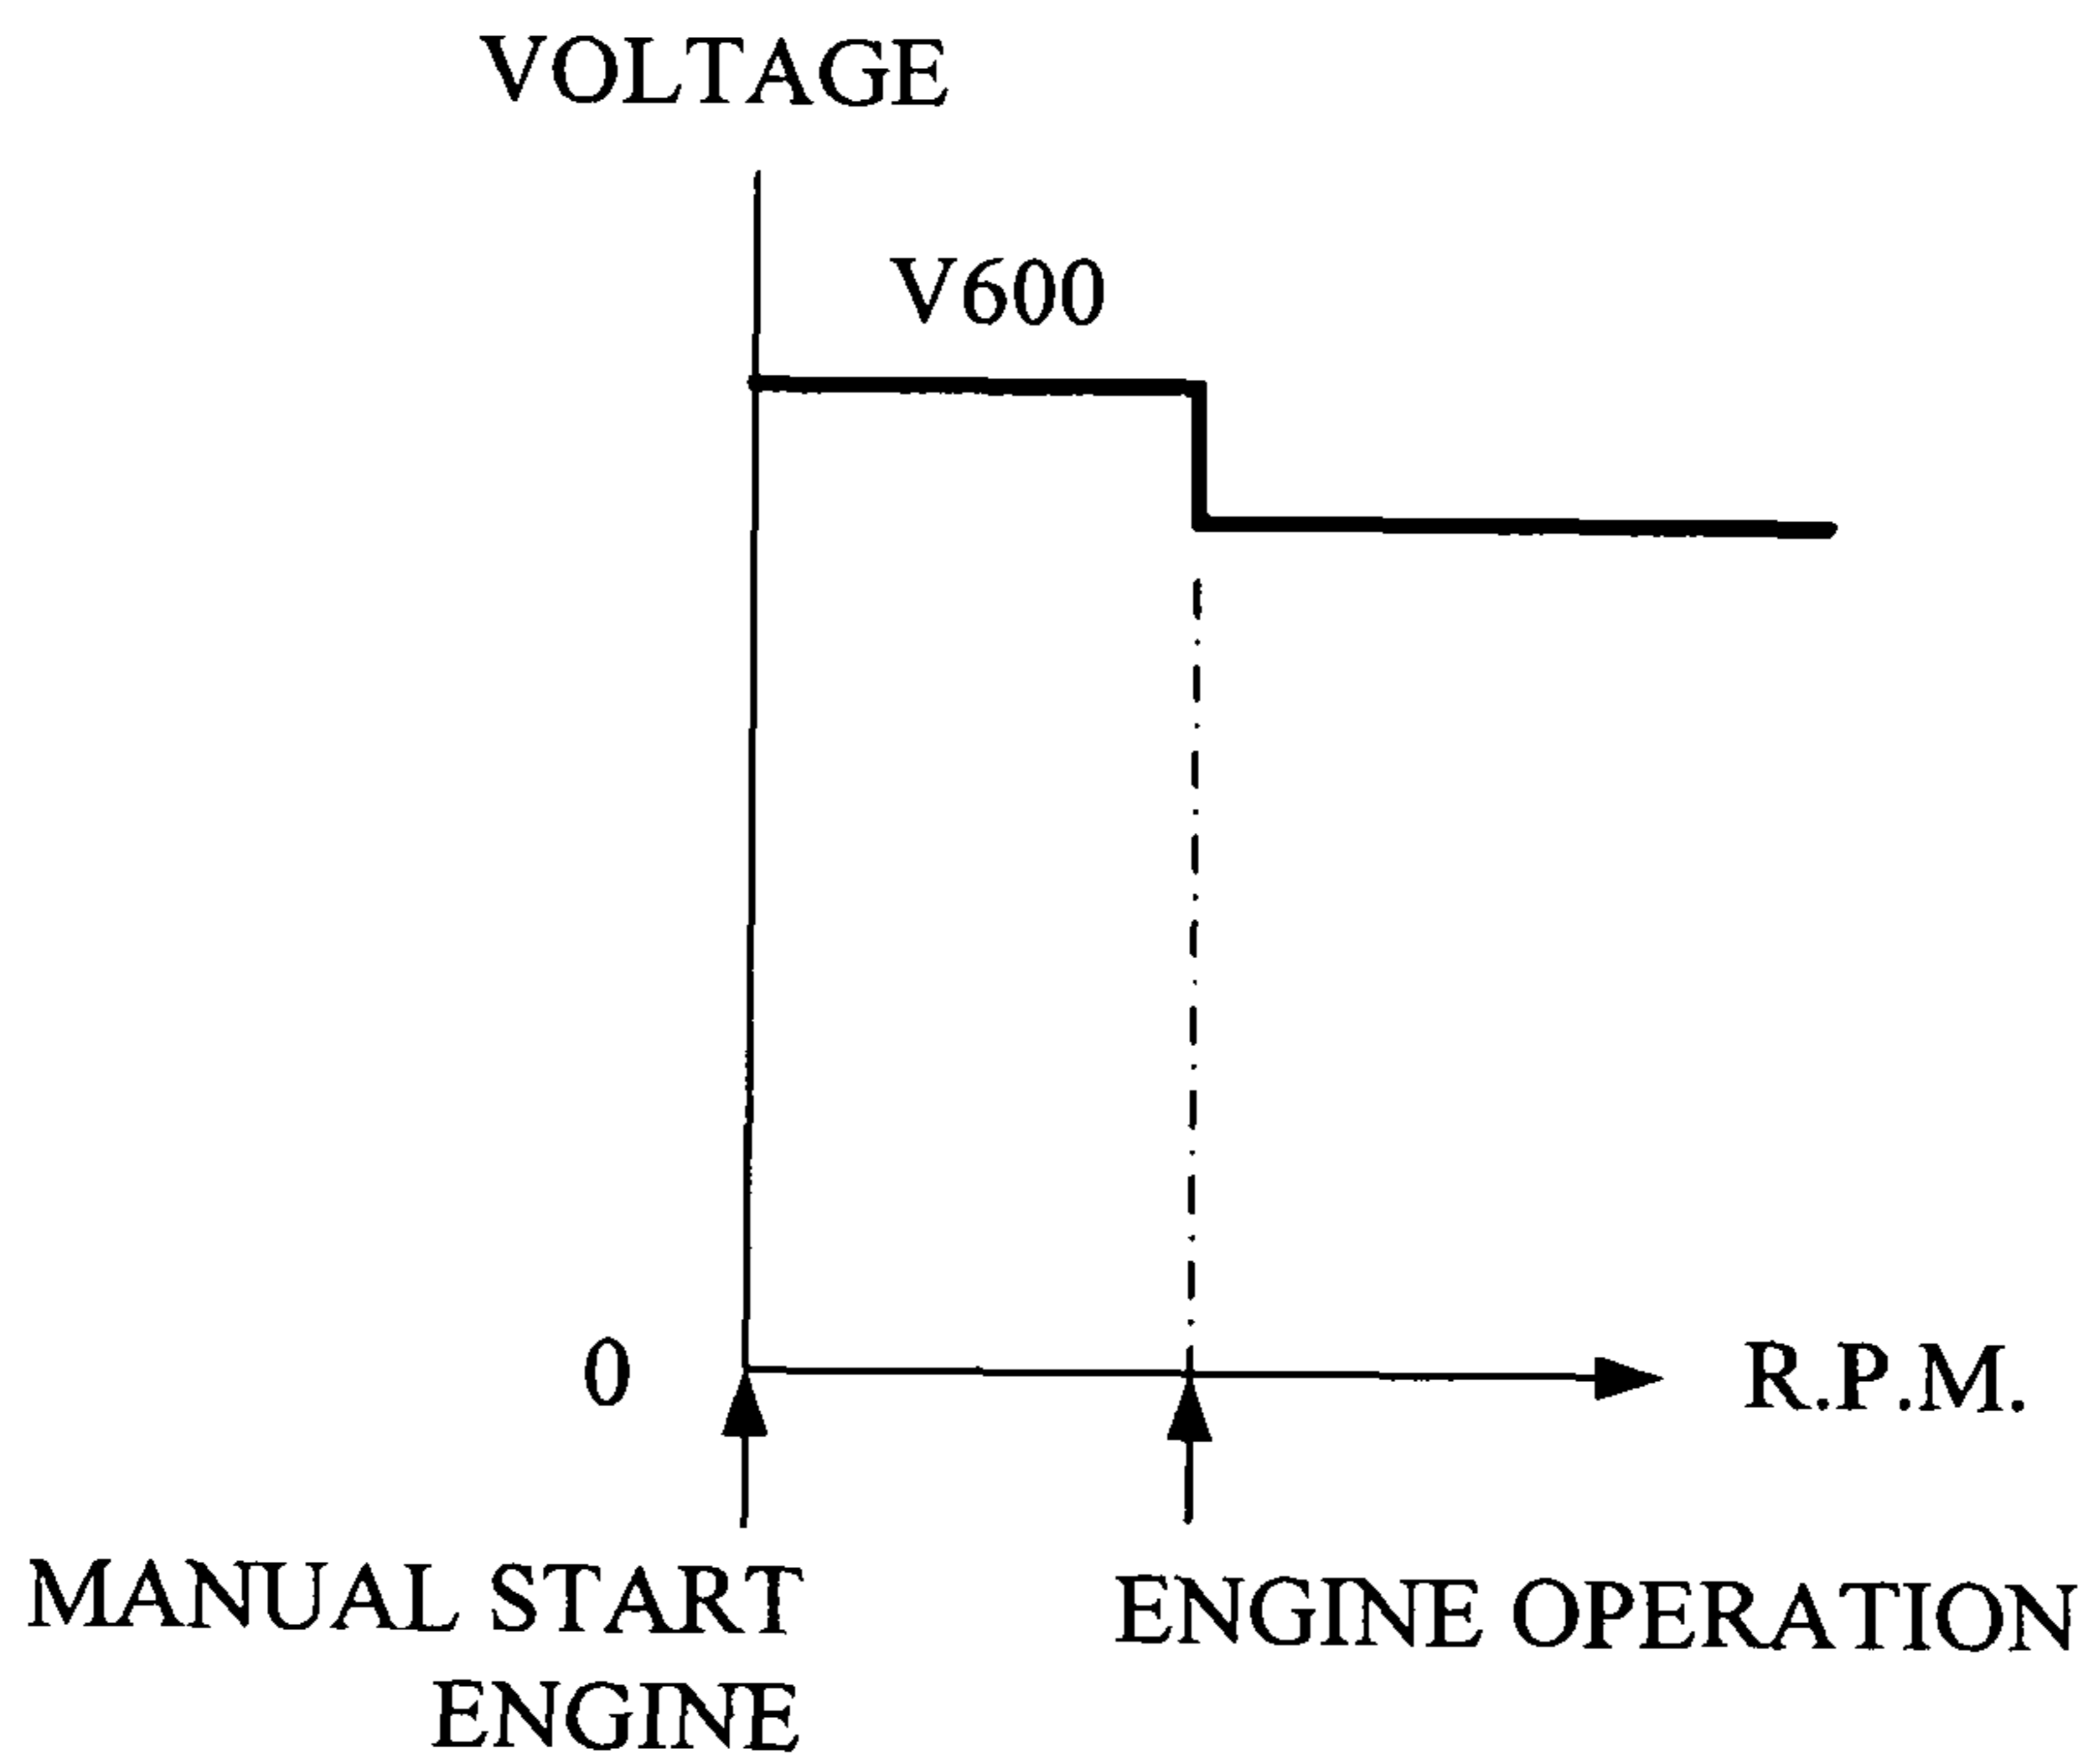 VOLTAGE
V600
0
R.P.M.
MANUAL START
ENGINE
ENGINE OPERATION